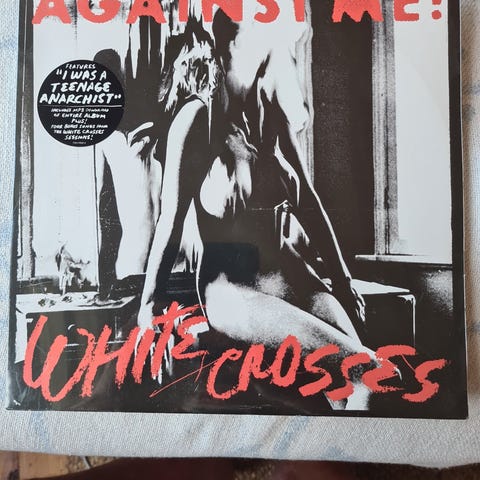 AGAINST ME!
FEATURES
"I WAS A
TEENAGE
ANARCHIST"
INCLUDES MP3 DOWNLOAD
OF ENTIRE ALBUM
PLUS!
FOUR BONUS SONGS FROM
THE WHITE CROSSES
SESSIONS!
WHITE
CROSSES